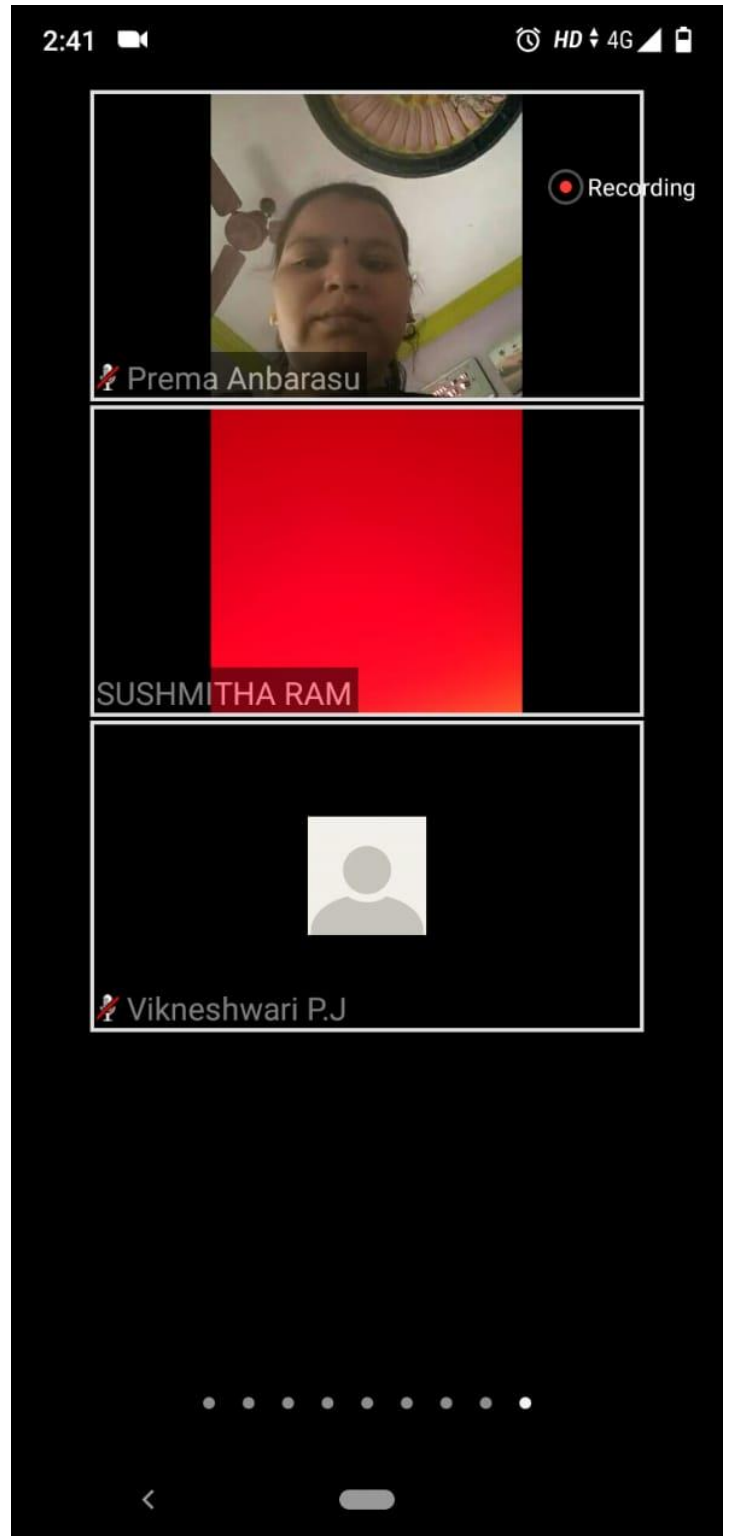 2:41
HD 4G
Recording
Prema Anbarasu
SUSHMITHA RAM
Vikneshwari P.J